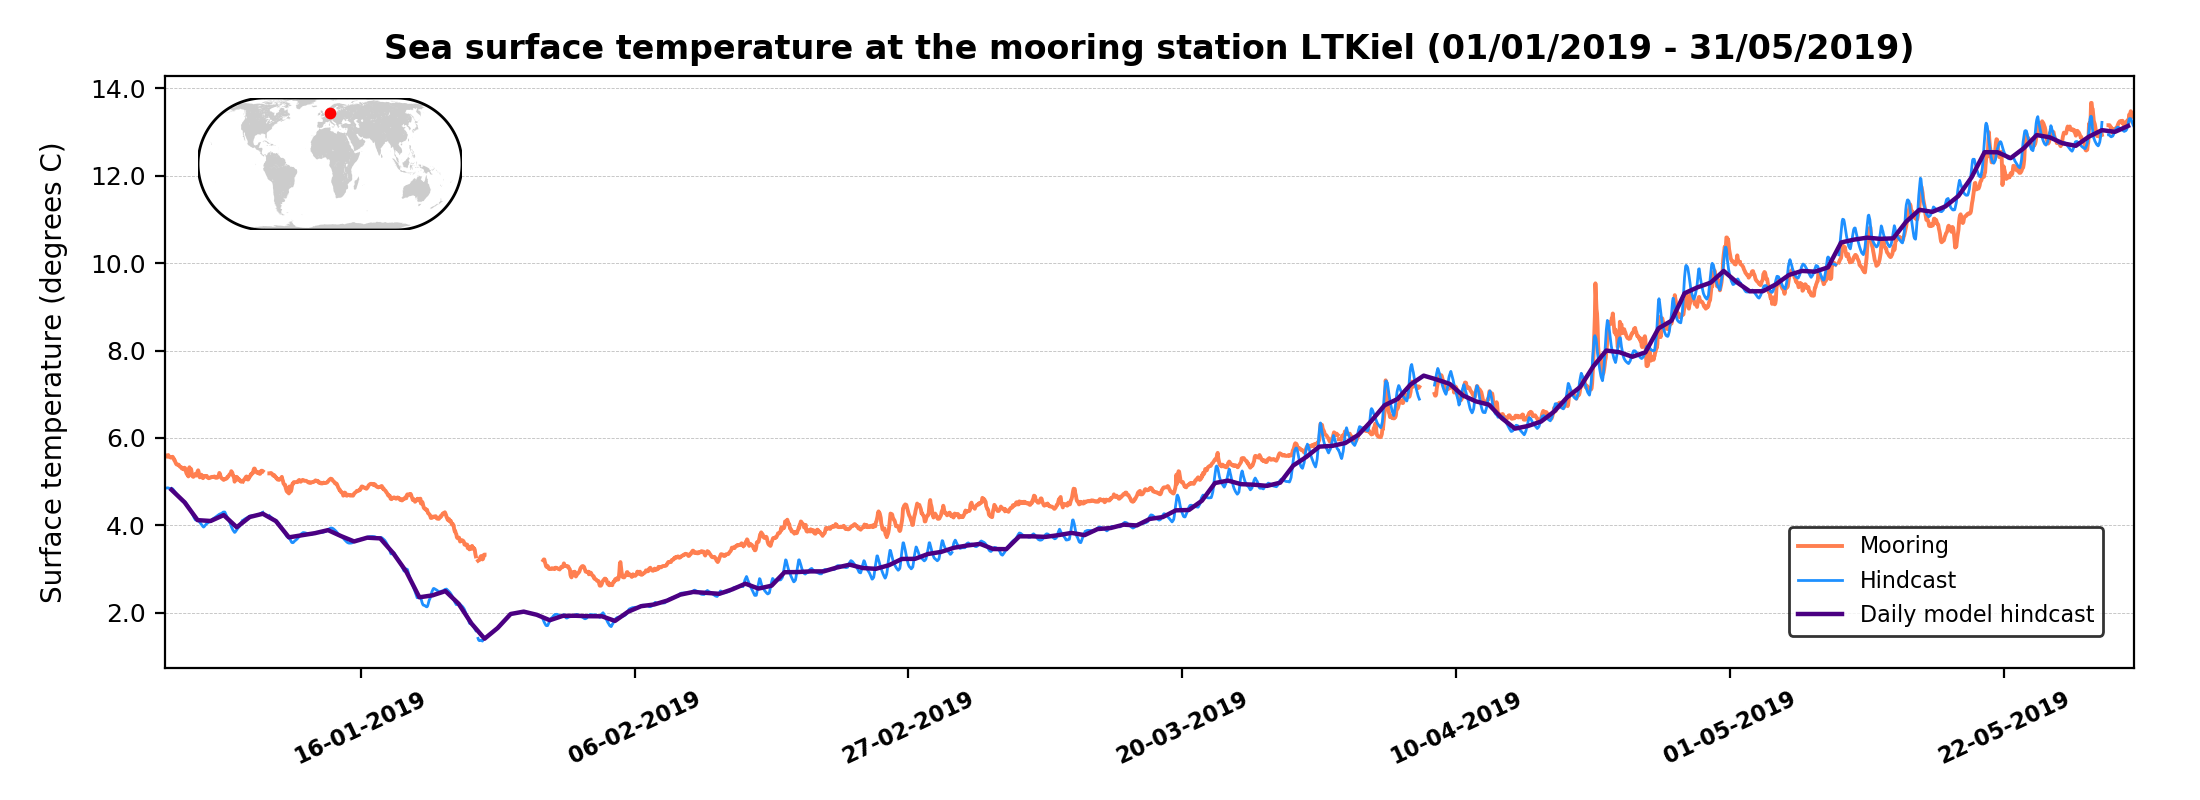 Sea surface temperature at the mooring station LTKiel (01/01/2019 - 31/05/2019)
Surface temperature (degrees C)
14.0
12.0
10.0
8.0
6.0
4.0
2.0
Mooring
Hindcast
Daily model hindcast
16-01-2019
06-02-2019
27-02-2019
20-03-2019
10-04-2019
01-05-2019
22-05-2019